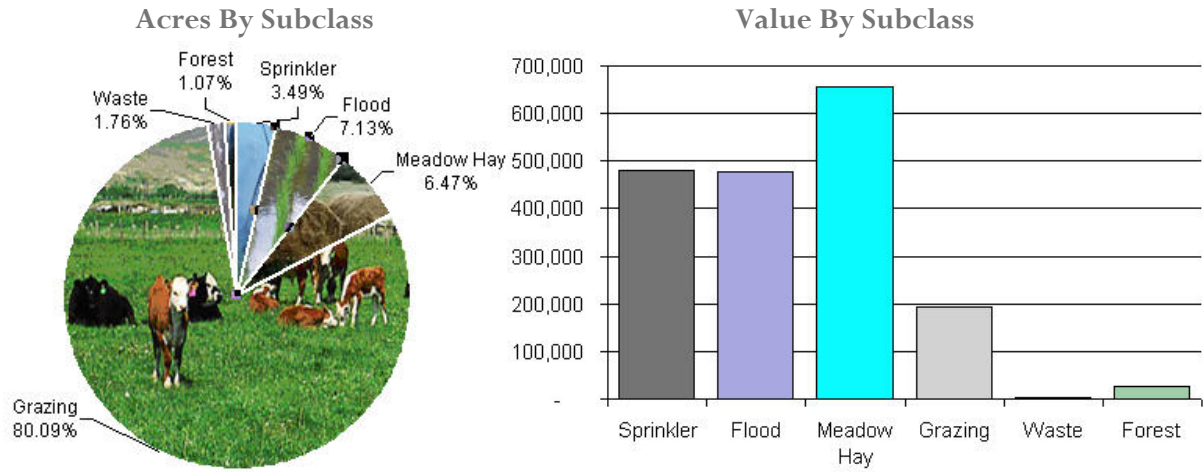 Acres By Subclass
Forest
1.07%
Sprinkler
3.49%
Waste
1.76%
Flood
7.13%
Meadow Hay
6.47%
Grazing
80.09%
Value By Subclass
700,000
600,000
500,000
400,000
300,000
200,000
100,000
-
Sprinkler
Flood
Meadow
Hay
Grazing
Waste
Forest